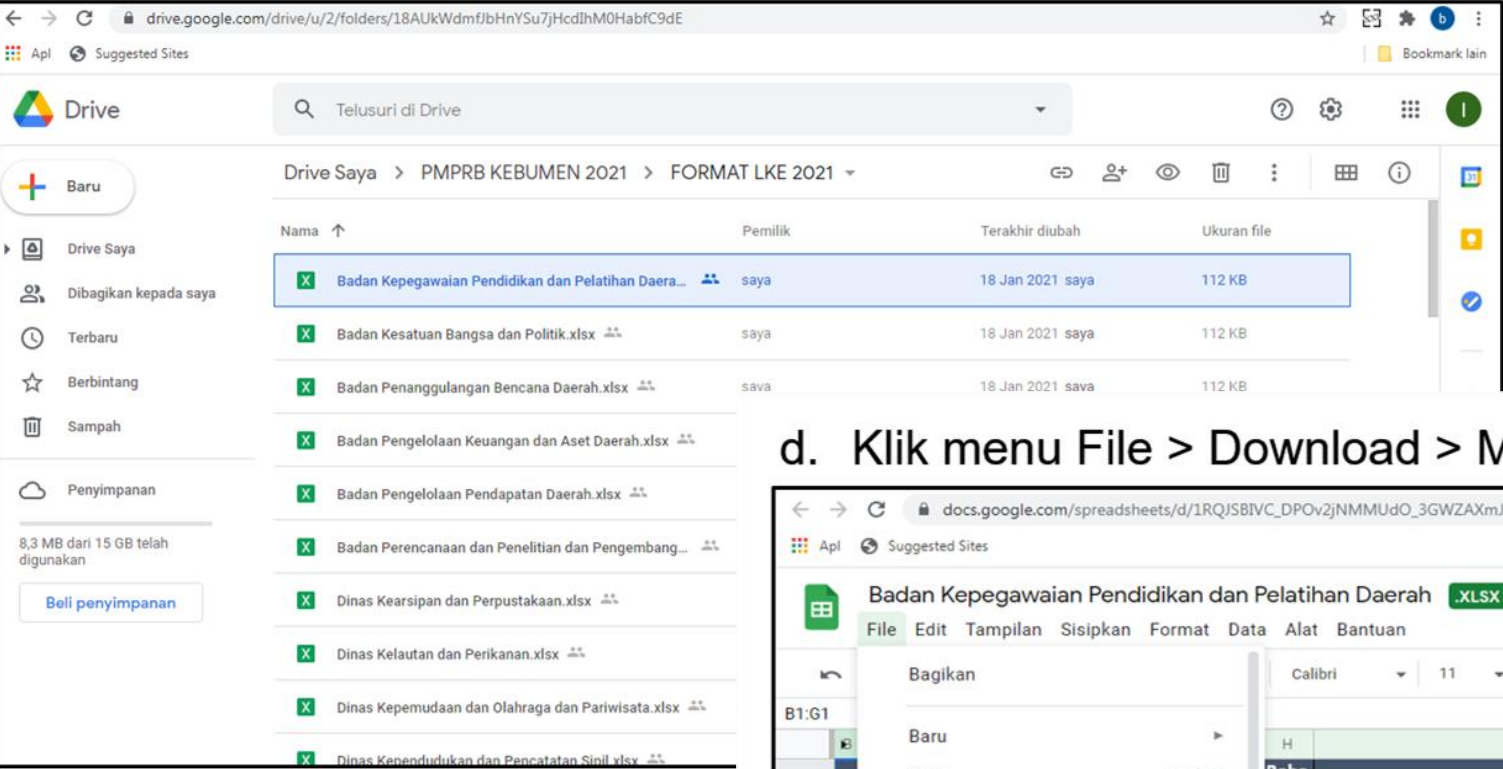 drive.google.com/drive/u/2/folders/18AUkWdmfJbHnYSu7jHcdIhM0HabfC9dE
b
Apl Suggested Sites Bookmark lain
Drive Telusuri di Drive I
Baru
Drive Saya > PMPRB KEBUMEN 2021 > FORMAT LKE 2021
31
Nama Pemilik Terakhir diubah Ukuran file
Drive Saya
Dibagikan kepada saya
Terbaru
Berbintang
Sampah
Penyimpanan
8,3 MB dari 15 GB telah
digunakan
Beli penyimpanan
X Badan Kepegawaian Pendidikan dan Pelatihan Daera... saya 18 Jan 2021 saya 112 KB
X Badan Kesatuan Bangsa dan Politik.xlsx saya 18 Jan 2021 saya 112 KB
X Badan Penanggulangan Bencana Daerah.xlsx saya 18 Jan 2021 saya 112 KB
X Badan Pengelolaan Keuangan dan Aset Daerah.xlsx
X Badan Pengelolaan Pendapatan Daerah.xlsx
X Badan Perencanaan dan Penelitian dan Pengembang...
X Dinas Kearsipan dan Perpustakaan.xlsx
X Dinas Kelautan dan Perikanan.xlsx
X Dinas Kepemudaan dan Olahraga dan Pariwisata.xlsx
X Dinas Kependudukan dan Pencatatan Sipil.xlsx
d. Klik menu File > Download > M
docs.google.com/spreadsheets/d/1RQJSBIVC_DPOv2jNMMUdO_3GWZAXmJ
Apl Suggested Sites
Badan Kepegawaian Pendidikan dan Pelatihan Daerah .XLSX
File Edit Tampilan Sisipkan Format Data Alat Bantuan
Bagikan Calibri 11
B1:G1
Baru
B H